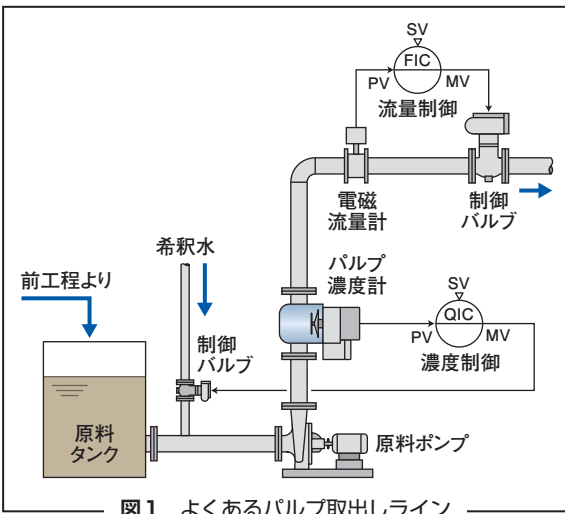 SV
FIC
PV
MV
流量制御
電磁
流量計
制御
バルブ
希釈水
前工程より
パルプ
濃度計
SV
QIC
PV
MV
濃度制御
制御
バルブ
原料
タンク
原料ポンプ
図1 よくあるパルプ取出しライン